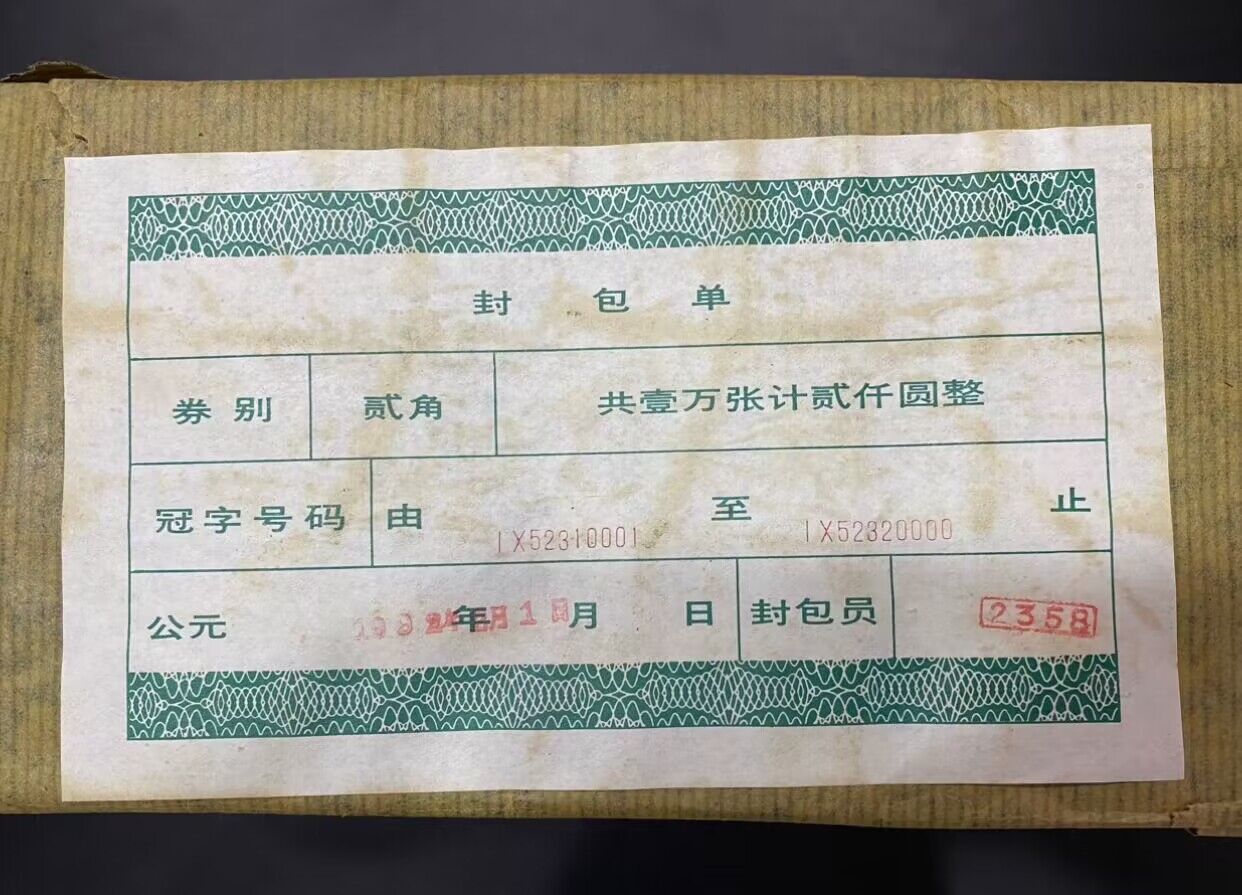 封包单
券别 贰角 共壹万张计贰仟圆整
冠字号码 由 IX52310001 至 IX52320000 止
公元 年 月 日 封包员 2358